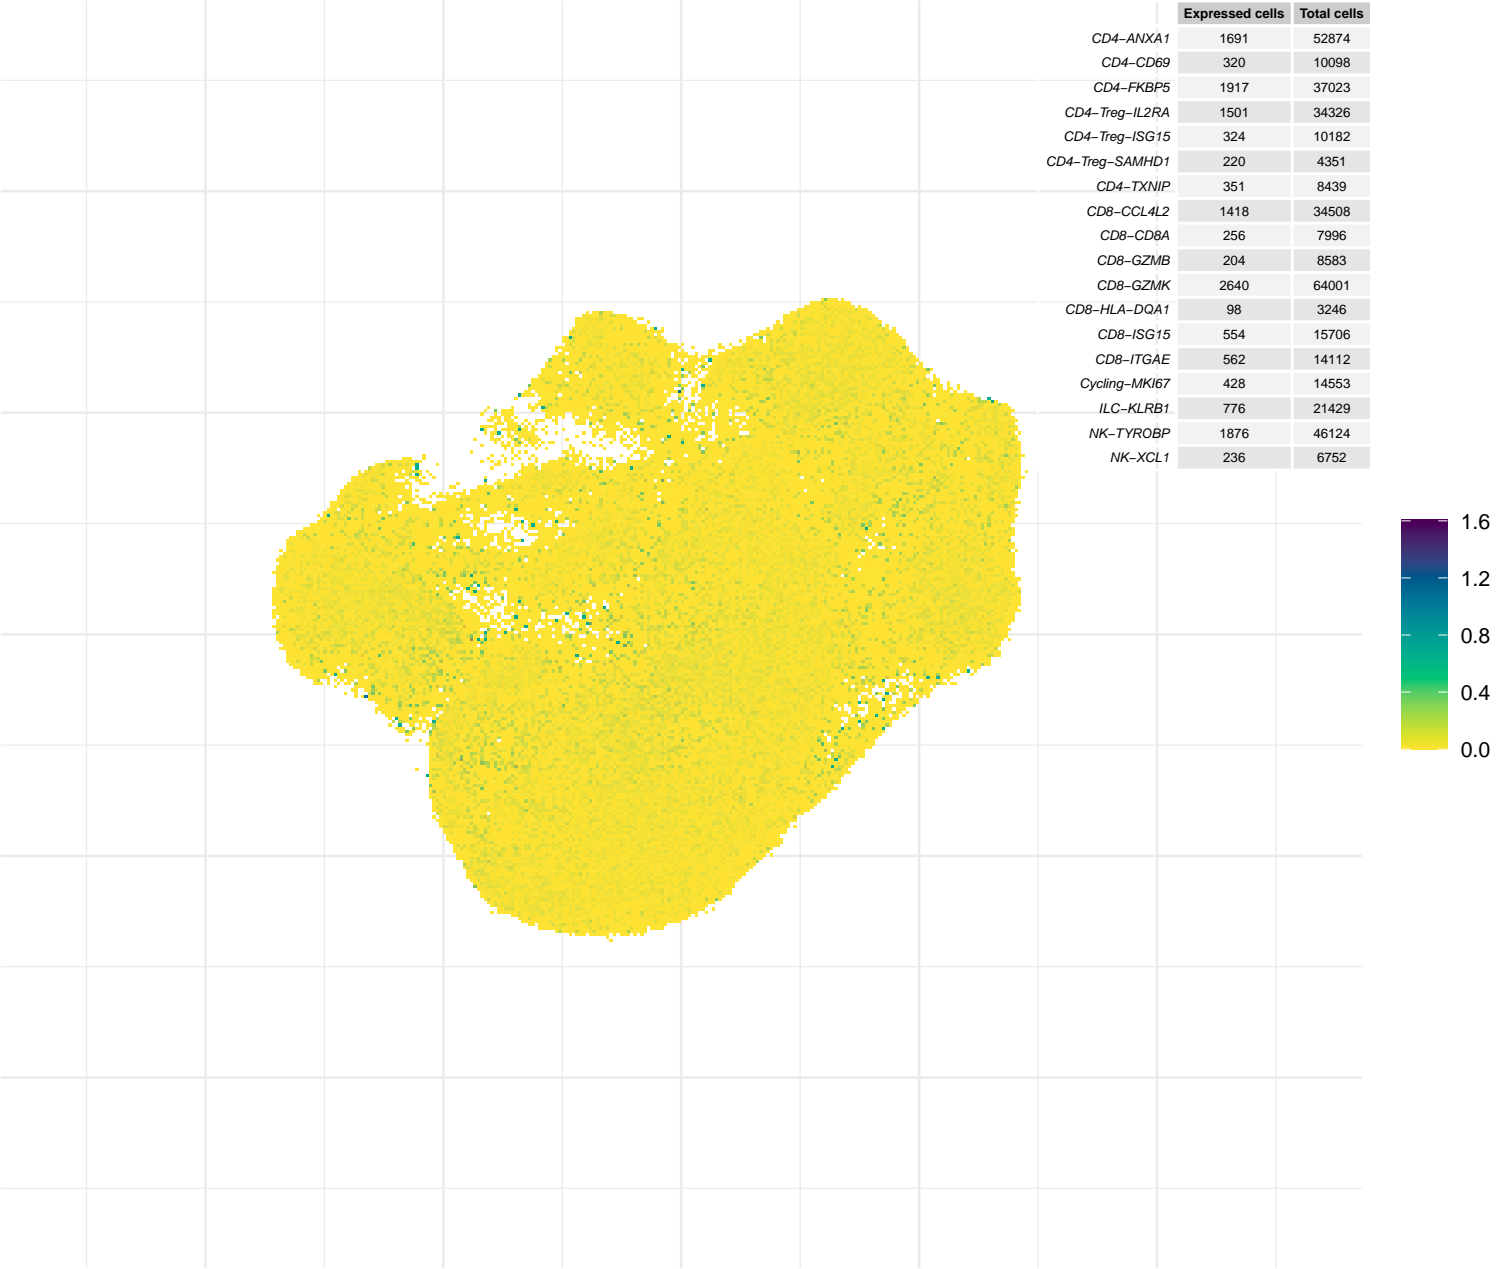 Expressed cells Total cells
CD4−ANXA1 1691 52874
CD4−CD69 320 10098
CD4−FKBP5 1917 37023
CD4−Treg−IL2RA 1501 34326
CD4−Treg−ISG15 324 10182
CD4−Treg−SAMHD1 220 4351
CD4−TXNIP 351 8439
CD8−CCL4L2 1418 34508
CD8−CD8A 256 7996
CD8−GZMB 204 8583
CD8−GZMK 2640 64001
CD8−HLA−DQA1 98 3246
CD8−ISG15 554 15706
CD8−ITGAE 562 14112
Cycling−MKI67 428 14553
ILC−KLRB1 776 21429
NK−TYROBP 1876 46124
NK−XCL1 236 6752
1.6
1.2
0.8
0.4
0.0